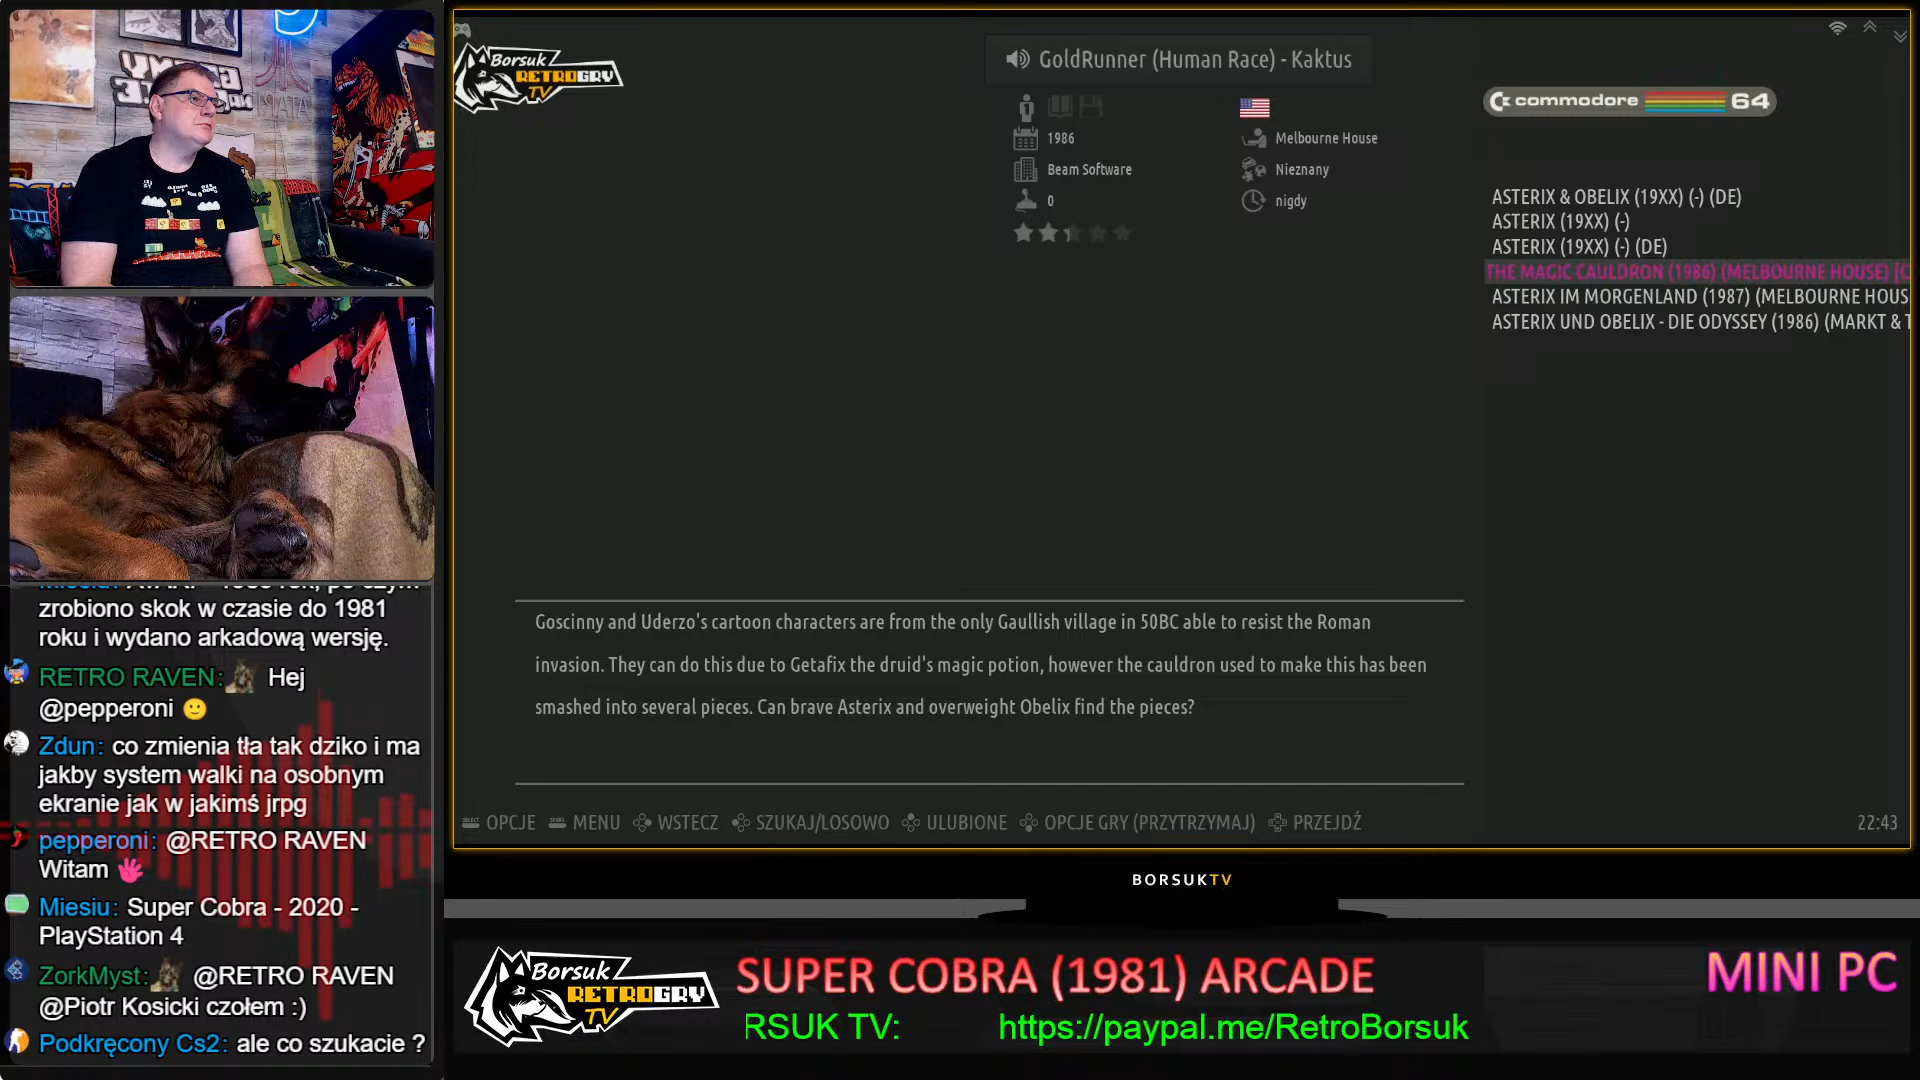 Borsuk
RETROGRY
TV
GoldRunner (Human Race) - Kaktus
1986
Melbourne House
Beam Software
Nieznany
0
nigdy
commodore 64
ASTERIX & OBELIX (19XX) (-) (DE)
ASTERIX (19XX) (-)
ASTERIX (19XX) (-) (DE)
THE MAGIC CAULDRON (1986) (MELBOURNE HOUSE) [C
ASTERIX IM MORGENLAND (1987) (MELBOURNE HOUS
ASTERIX UND OBELIX - DIE ODYSSEY (1986) (MARKT & T
Goscinny and Uderzo's cartoon characters are from the only Gaullish village in 50BC able to resist the Roman
invasion. They can do this due to Getafix the druid's magic potion, however the cauldron used to make this has been
smashed into several pieces. Can brave Asterix and overweight Obelix find the pieces?
SELECT OPCJE START MENU WSTECZ SZUKAJ/LOSOWO ULUBIONE OPCJE GRY (PRZYTRZYMAJ) PRZEJDŹ
22:43
zrobiono skok w czasie do 1981
roku i wydano arkadową wersję.
RETRO RAVEN: Hej
@pepperoni
Zdun: co zmienia tła tak dziko i ma
jakby system walki na osobnym
ekranie jak w jakimś jrpg
pepperoni: @RETRO RAVEN
Witam
Miesiu: Super Cobra - 2020 -
PlayStation 4
ZorkMyst: @RETRO RAVEN
@Piotr Kosicki czołem :)
Podkręcony Cs2: ale co szukacie ?
BORSUKTV
Borsuk
RETROGRY
TV
SUPER COBRA (1981) ARCADE
MINI PC
RSUK TV: https://paypal.me/RetroBorsuk